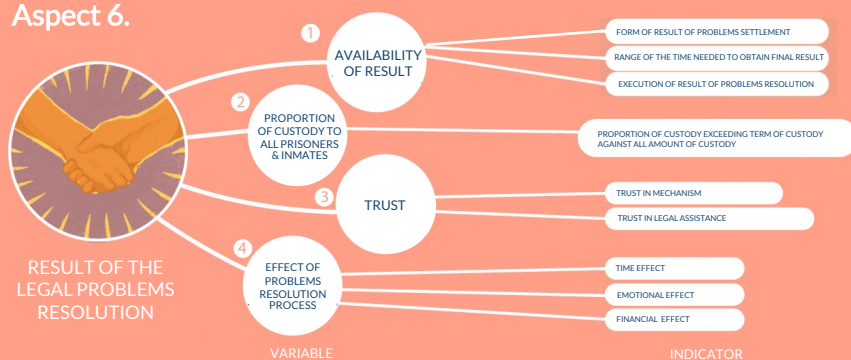 Aspect 6.
RESULT OF THE
LEGAL PROBLEMS
RESOLUTION
1
AVAILABILITY
OF RESULT
FORM OF RESULT OF PROBLEMS SETTLEMENT
RANGE OF THE TIME NEEDED TO OBTAIN FINAL RESULT
EXECUTION OF RESULT OF PROBLEMS RESOLUTION
2
PROPORTION
OF CUSTODY TO
ALL PRISONERS
& INMATES
PROPORTION OF CUSTODY EXCEEDING TERM OF CUSTODY
AGAINST ALL AMOUNT OF CUSTODY
3
TRUST
TRUST IN MECHANISM
TRUST IN LEGAL ASSISTANCE
4
EFFECT OF
PROBLEMS
RESOLUTION
PROCESS
TIME EFFECT
EMOTIONAL EFFECT
FINANCIAL EFFECT
VARIABLE
INDICATOR